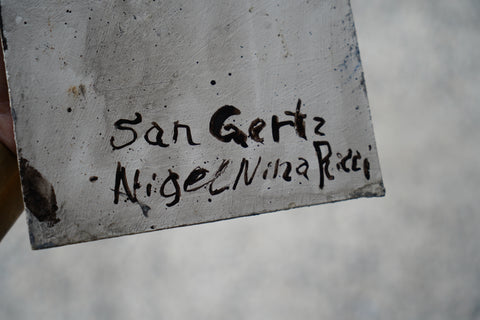 San Gertz
Nigel Nina Ricci